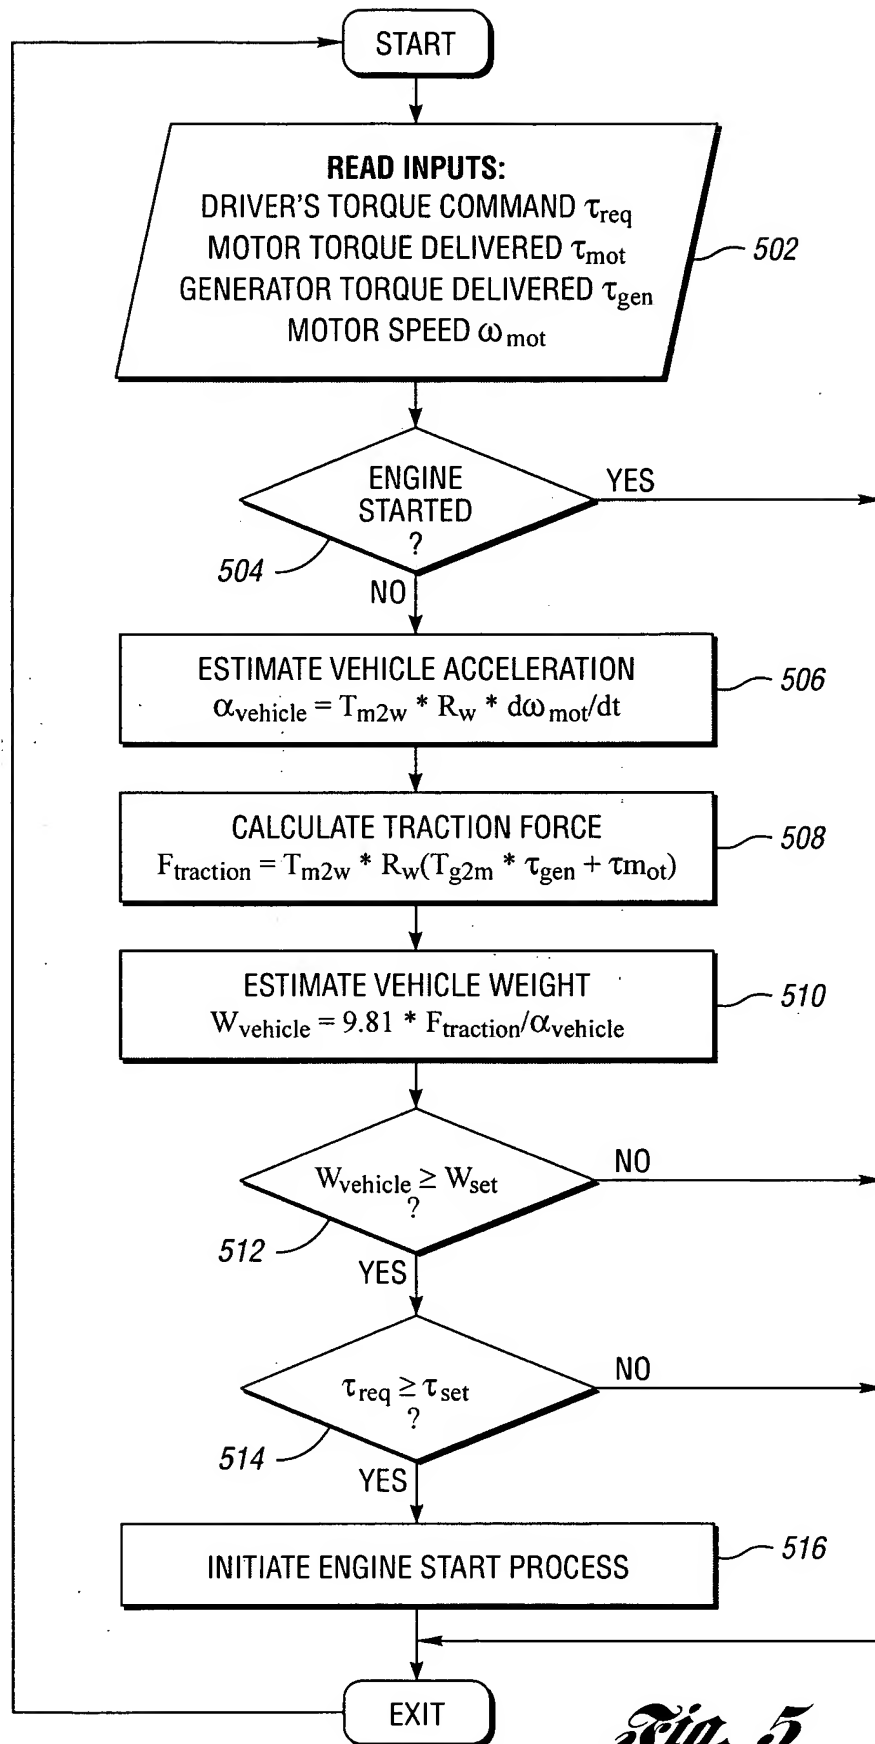 START
READ INPUTS:
DRIVER'S TORQUE COMMAND τreq
MOTOR TORQUE DELIVERED τmot
GENERATOR TORQUE DELIVERED τgen
MOTOR SPEED ωmot
502
ENGINE
STARTED
?
YES
504
NO
ESTIMATE VEHICLE ACCELERATION
αvehicle = Tm2w * Rw * dωmot/dt
506
CALCULATE TRACTION FORCE
Ftraction = Tm2w * Rw(Tg2m * τgen + τmot)
508
ESTIMATE VEHICLE WEIGHT
Wvehicle = 9.81 * Ftraction/αvehicle
510
Wvehicle ≥ Wset
?
NO
512
YES
τreq ≥ τset
?
NO
514
YES
INITIATE ENGINE START PROCESS
516
EXIT
Fig. 5